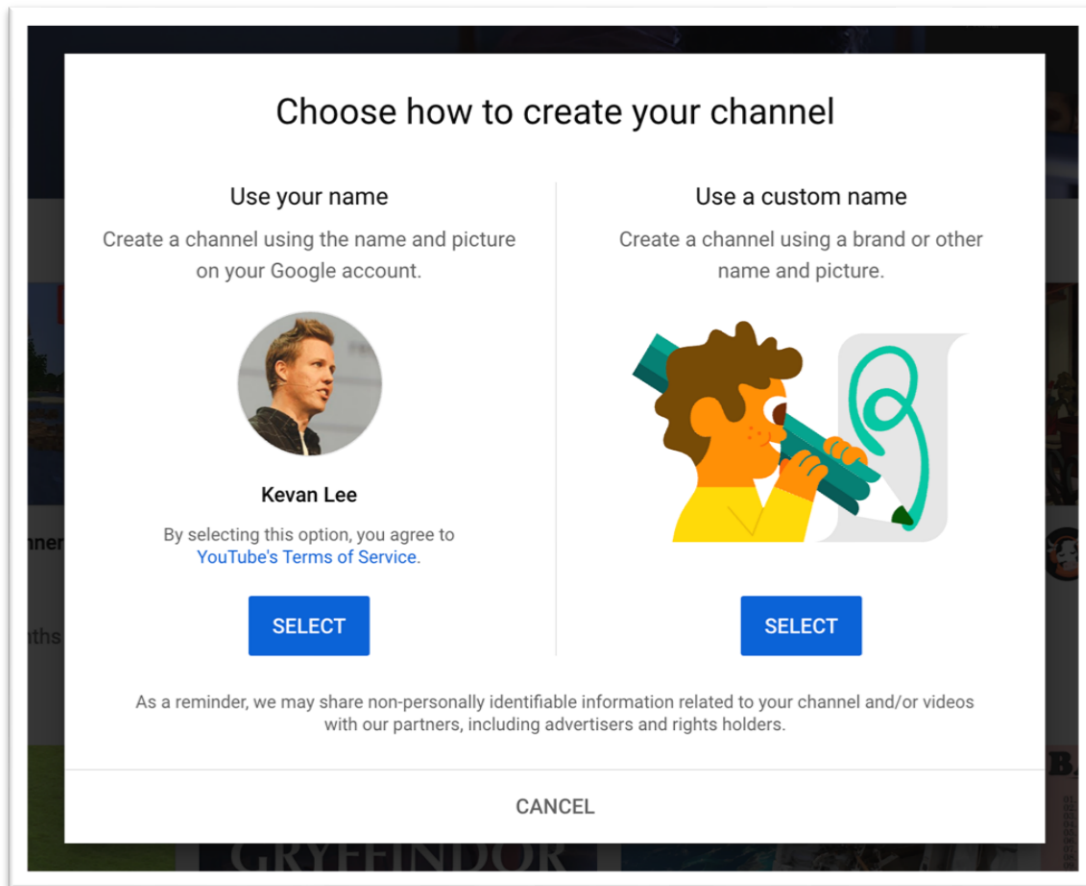 Choose how to create your channel
Use your name
Create a channel using the name and picture
on your Google account.
Kevan Lee
By selecting this option, you agree to
YouTube's Terms of Service.
SELECT
Use a custom name
Create a channel using a brand or other
name and picture.
SELECT
As a reminder, we may share non-personally identifiable information related to your channel and/or videos
with our partners, including advertisers and rights holders.
CANCEL
GRYFFINDOR